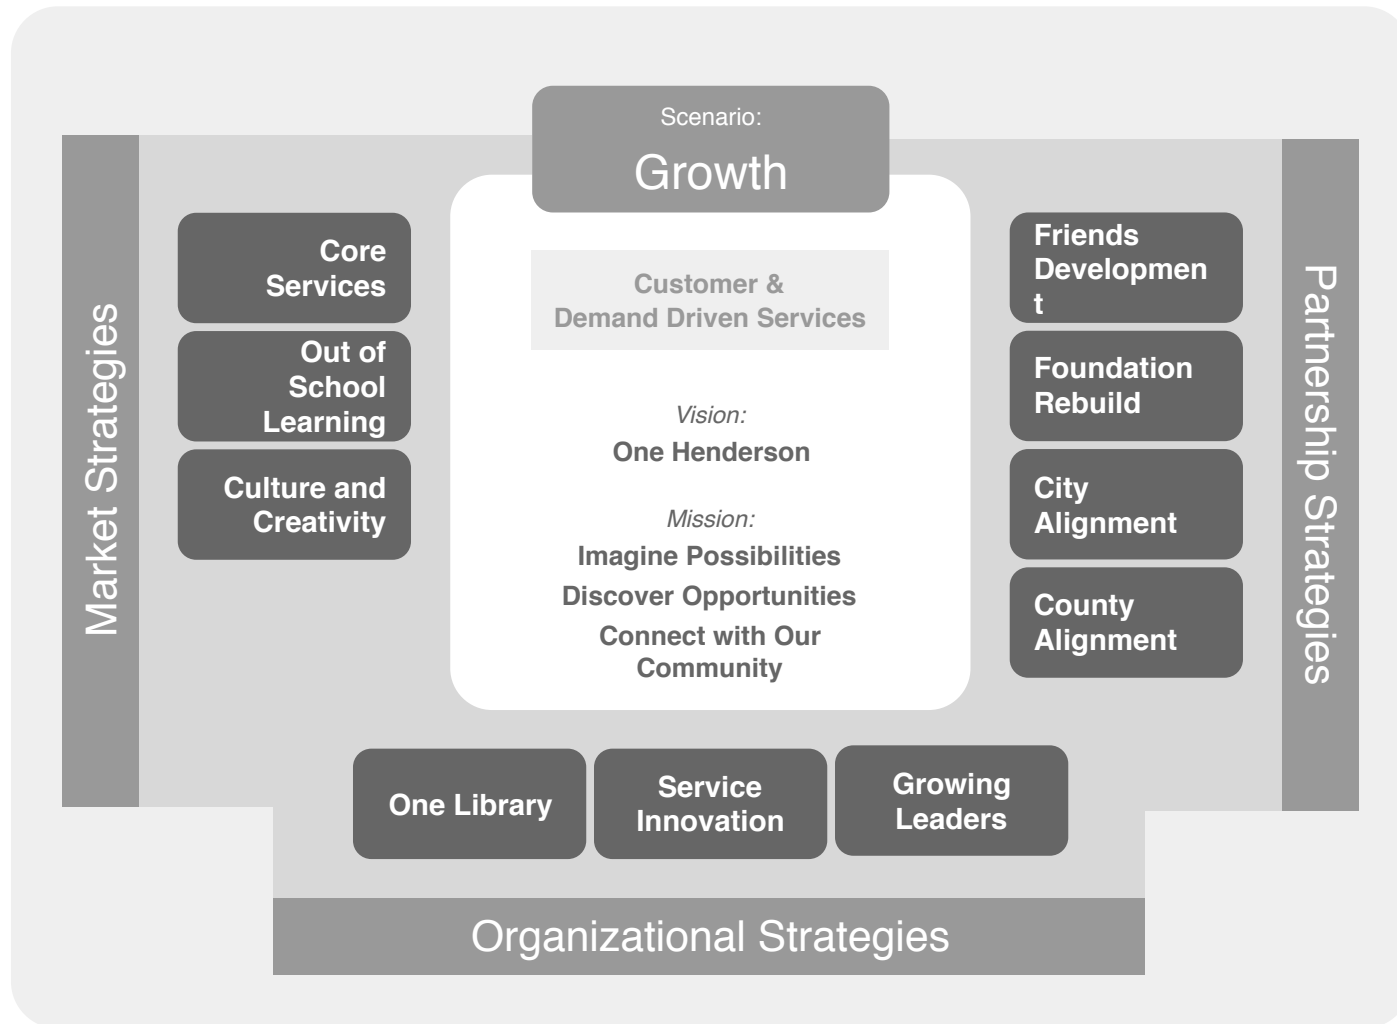 Scenario:
Growth
Market Strategies
Core
Services
Out of
School
Learning
Culture and
Creativity
Customer &
Demand Driven Services
Vision:
One Henderson
Mission:
Imagine Possibilities
Discover Opportunities
Connect with Our
Community
Friends
Developmen
t
Foundation
Rebuild
City
Alignment
County
Alignment
Partnership Strategies
One Library
Service
Innovation
Growing
Leaders
Organizational Strategies